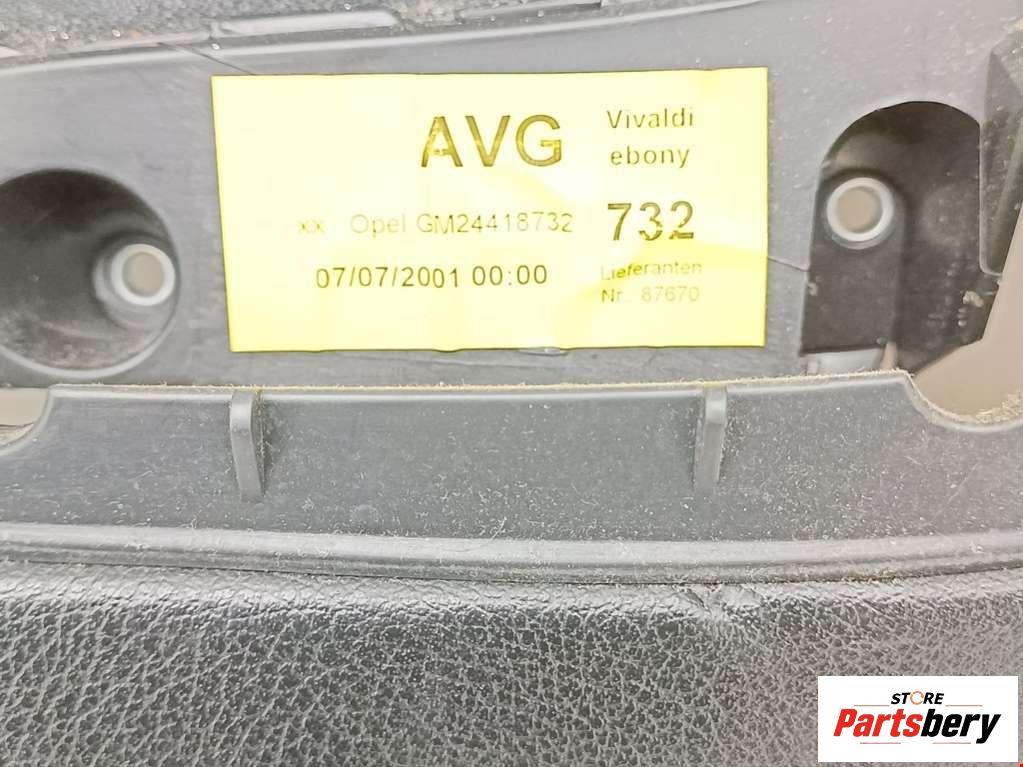 AVG
Vivaldi
ebony
xx Opel GM24418732
732
07/07/2001 00:00
Lieferanten
Nr.: 87670
STORE
Partsbery